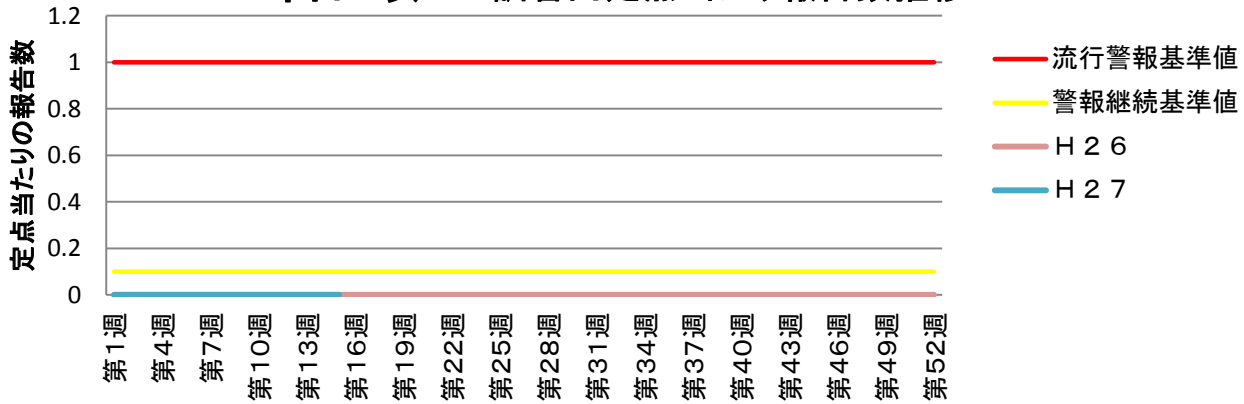 1.2
1
0.8
0.6
0.4
0.2
0
定点当たりの報告数
第1週
第4週
第7週
第10週
第13週
第16週
第19週
第22週
第25週
第28週
第31週
第34週
第37週
第40週
第43週
第46週
第49週
第52週
流行警報基準値
警報継続基準値
Ｈ２６
Ｈ２７